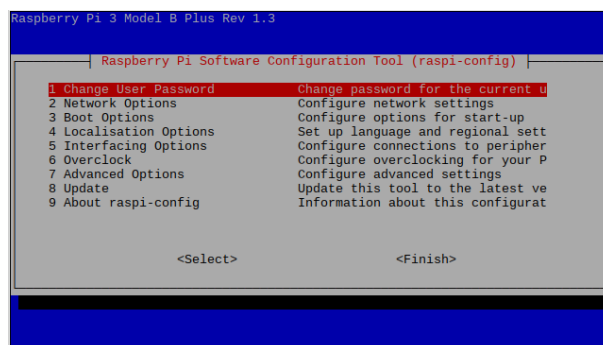 Raspberry Pi 3 Model B Plus Rev 1.3
Raspberry Pi Software Configuration Tool (raspi-config)
1 Change User Password Change password for the current u
2 Network Options Configure network settings
3 Boot Options Configure options for start-up
4 Localisation Options Set up language and regional sett
5 Interfacing Options Configure connections to peripher
6 Overclock Configure overclocking for your P
7 Advanced Options Configure advanced settings
8 Update Update this tool to the latest ve
9 About raspi-config Information about this configurat
<Select> <Finish>